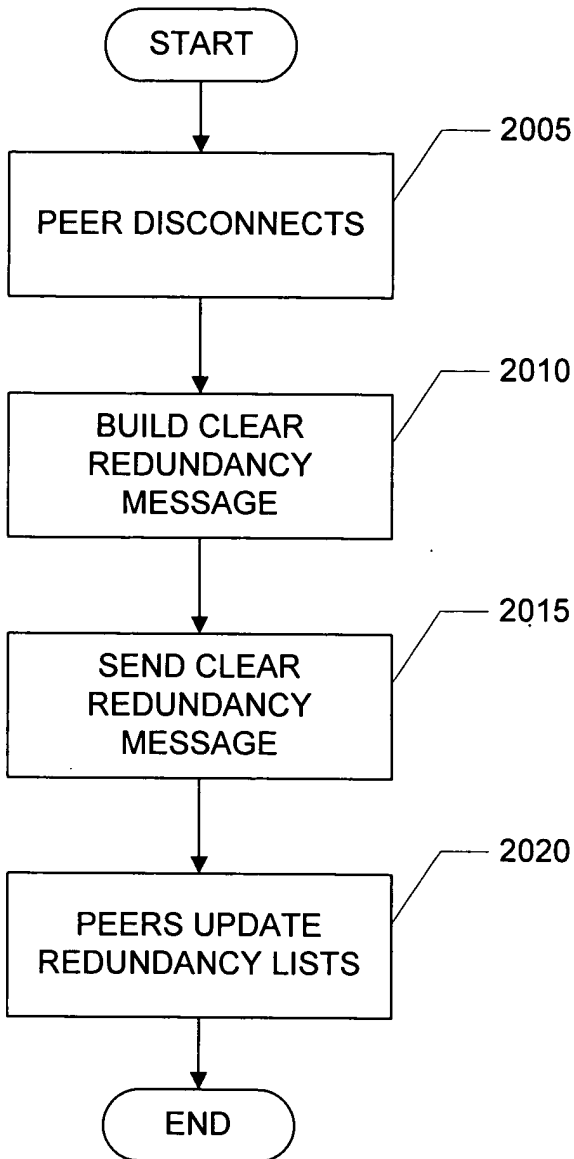 START
2005
PEER DISCONNECTS
2010
BUILD CLEAR
REDUNDANCY
MESSAGE
2015
SEND CLEAR
REDUNDANCY
MESSAGE
2020
PEERS UPDATE
REDUNDANCY LISTS
END